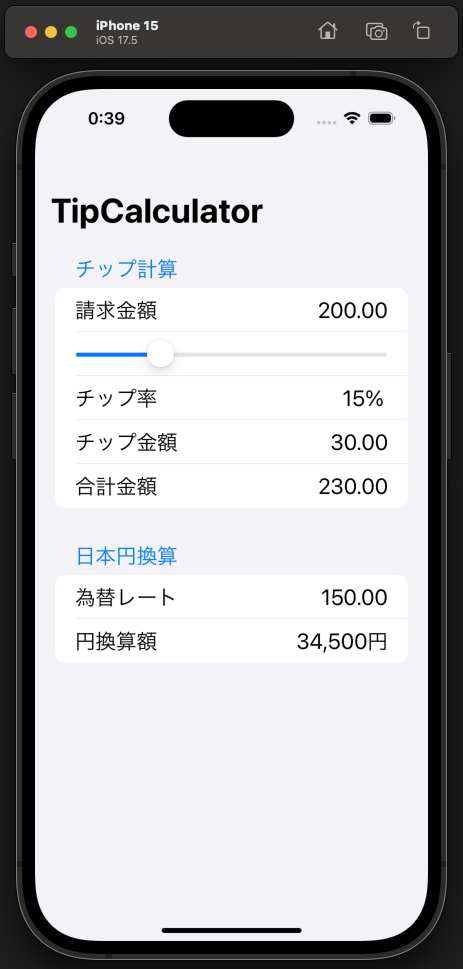 iPhone 15
iOS 17.5
0:39
TipCalculator
チップ計算
請求金額 200.00
チップ率 15%
チップ金額 30.00
合計金額 230.00
日本円換算
為替レート 150.00
円換算額 34,500円